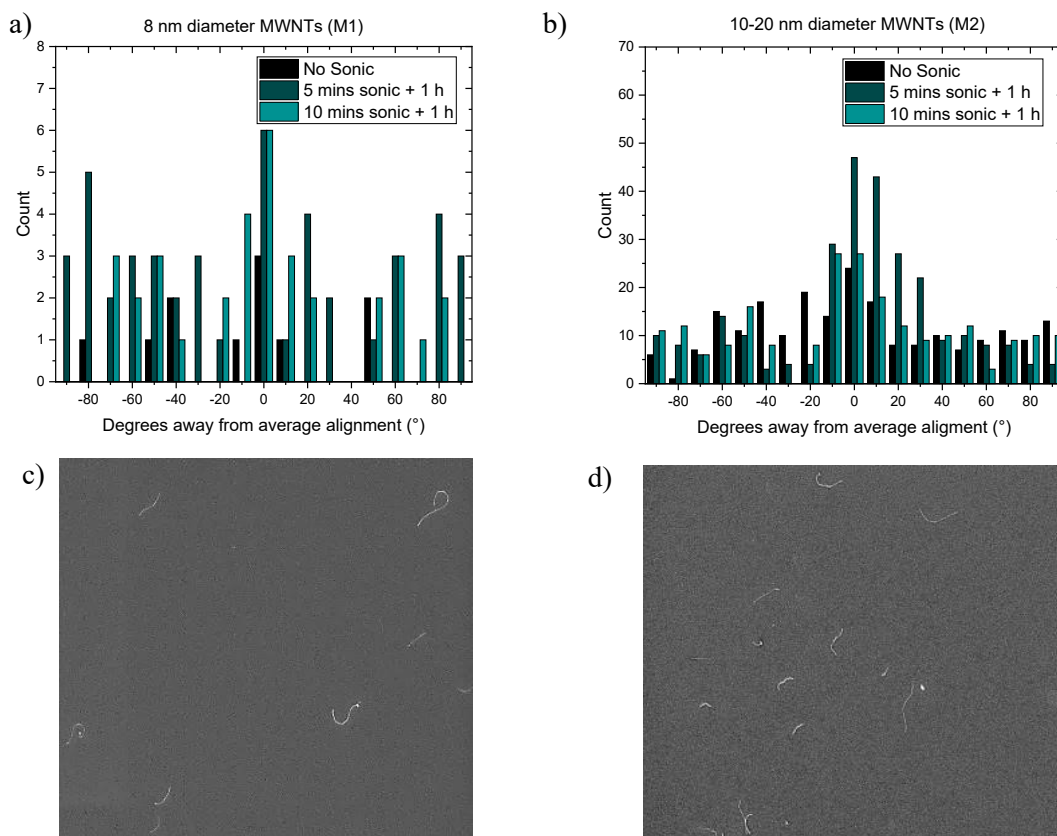 a)
8 nm diameter MWNTs (M1)
8
7
6
5
4
3
2
1
0
Count
No Sonic
5 mins sonic + 1 h
10 mins sonic + 1 h
-80 -60 -40 -20 0 20 40 60 80
Degrees away from average alignment (°)
b)
10-20 nm diameter MWNTs (M2)
70
60
50
40
30
20
10
0
Count
No Sonic
5 mins sonic + 1 h
10 mins sonic + 1 h
-80 -60 -40 -20 0 20 40 60 80
Degrees away from average aligment (°)
c)
d)